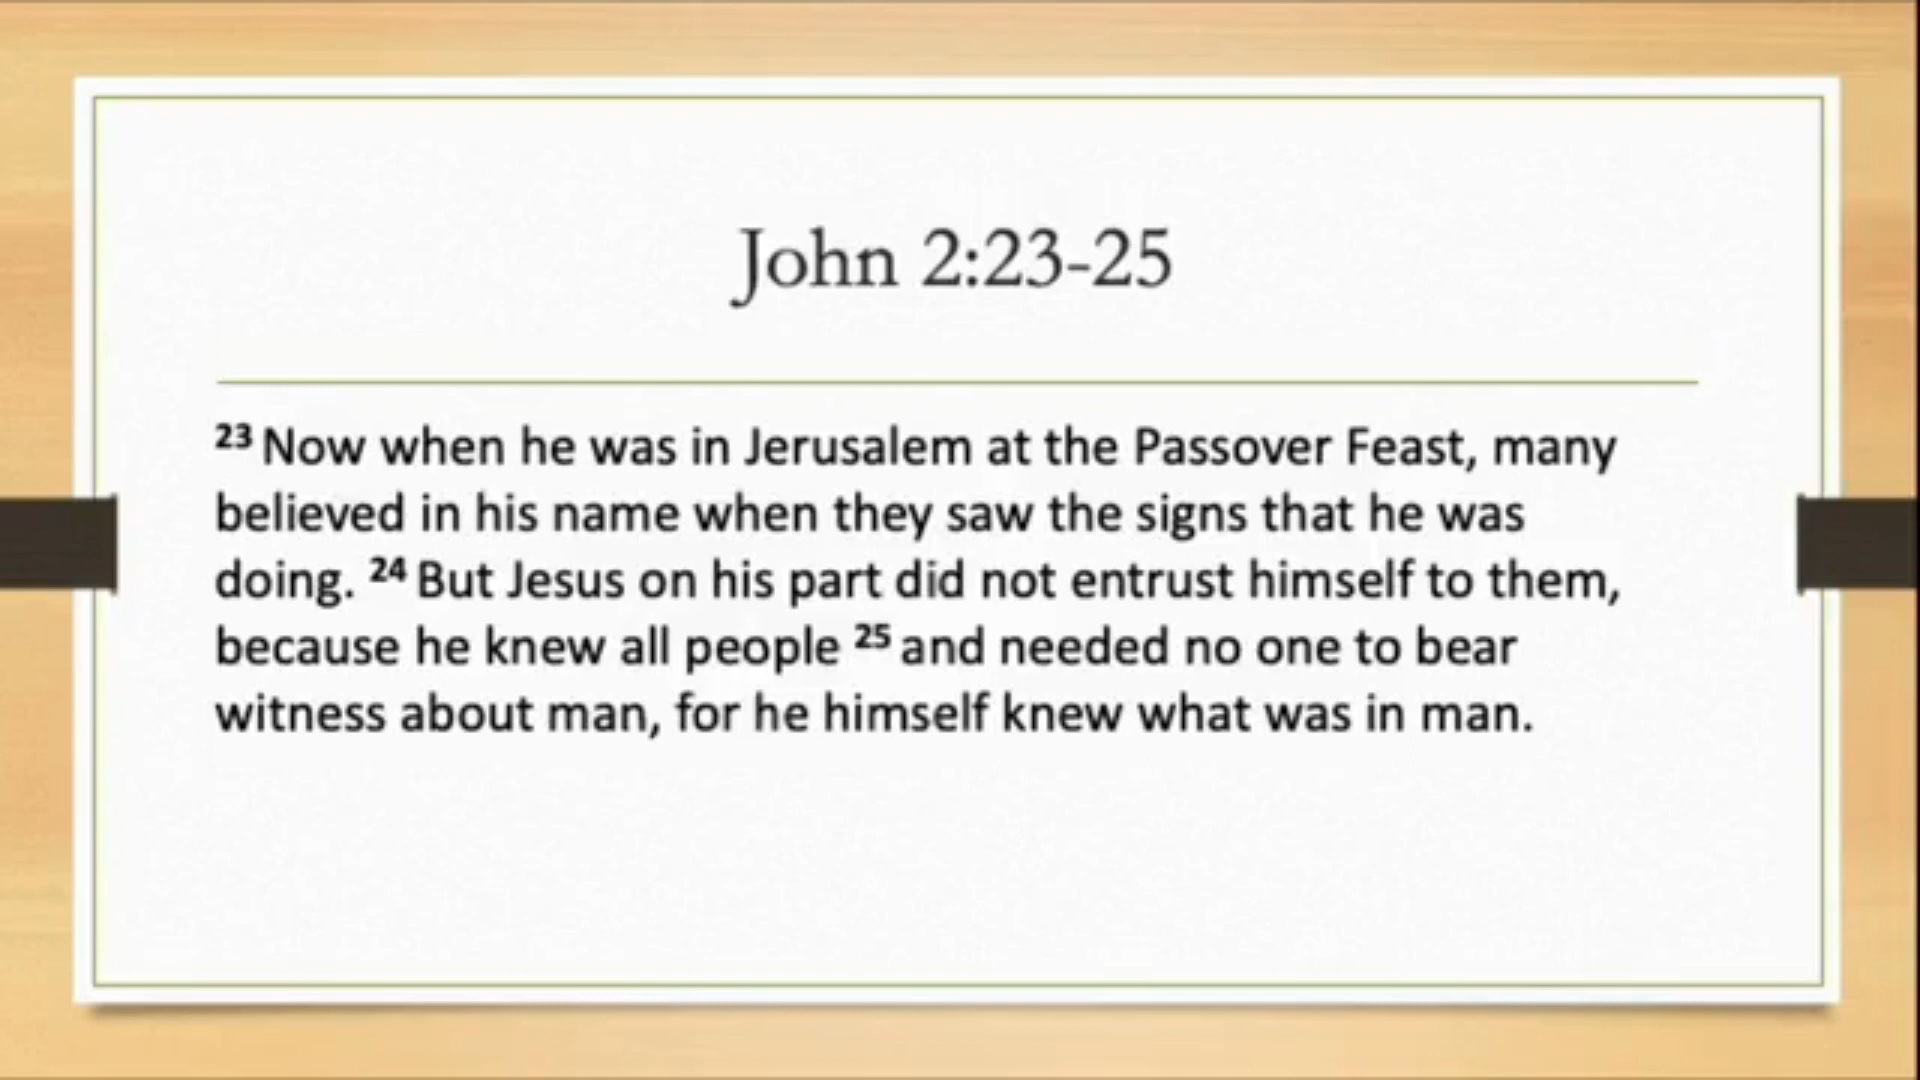 John 2:23-25
23 Now when he was in Jerusalem at the Passover Feast, many
believed in his name when they saw the signs that he was
doing. 24 But Jesus on his part did not entrust himself to them,
because he knew all people 25 and needed no one to bear
witness about man, for he himself knew what was in man.